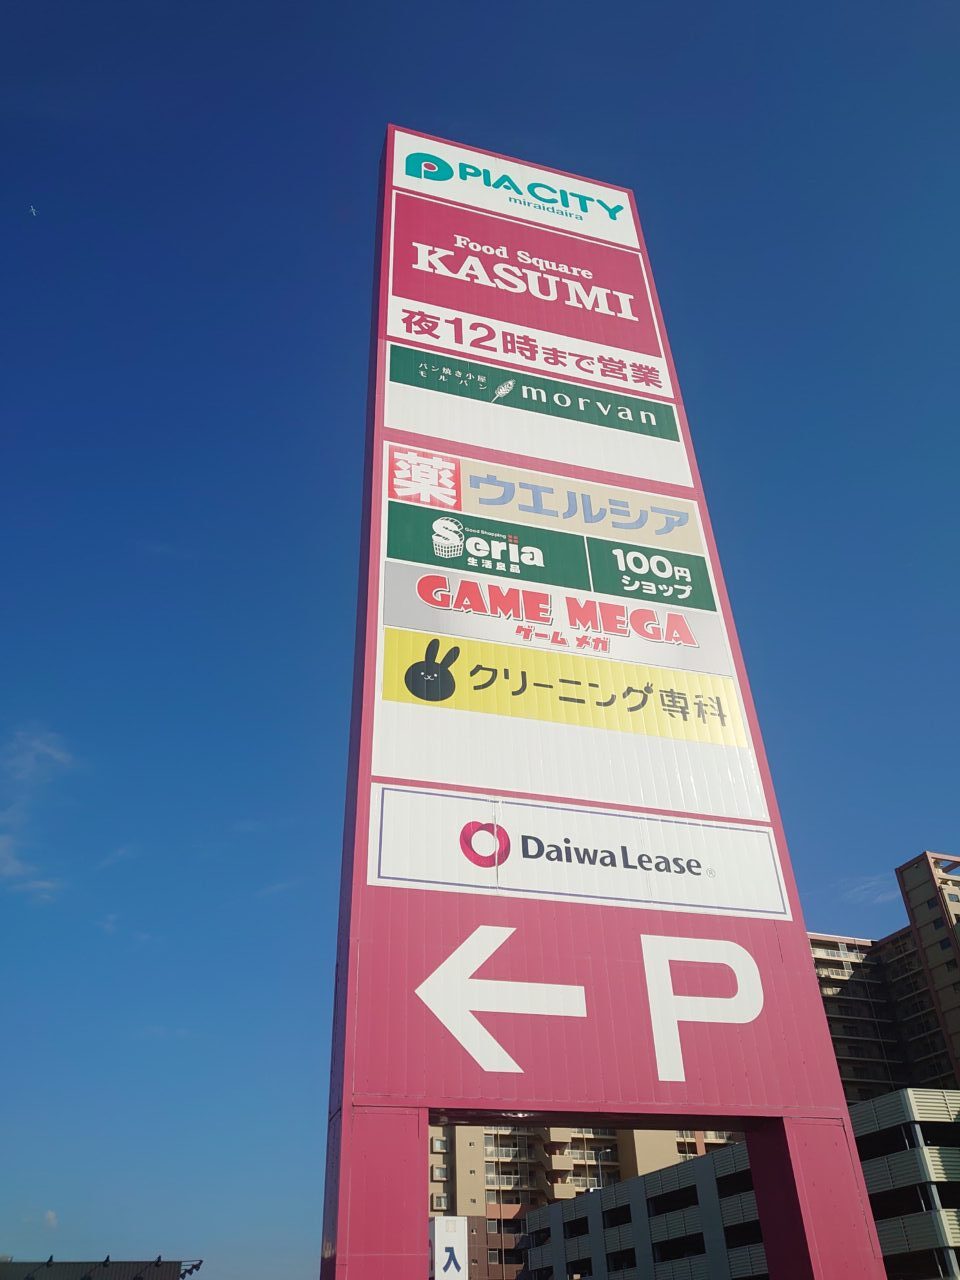 PIA CITY
miraidaira
Food Square
KASUMI
夜12時まで営業
パン焼き小屋
モルパン
morvan
薬 ウエルシア
Good Shopping
Seria
生活良品
100円
ショップ
GAME MEGA
ゲーム メガ
クリーニング専科
Daiwa Lease®
P
入